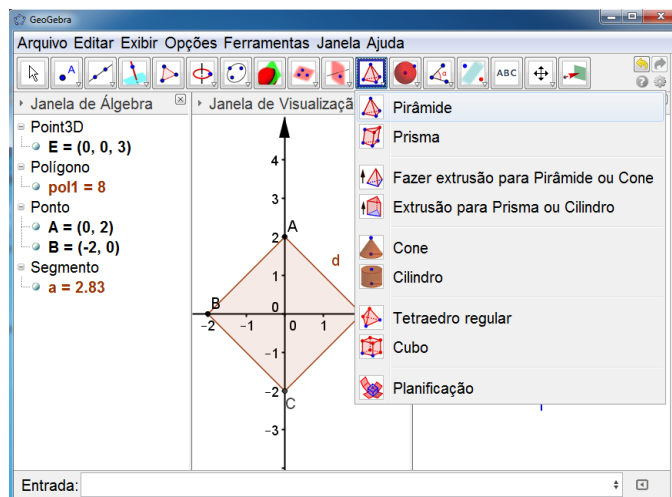 GeoGebra
Arquivo Editar Exibir Opções Ferramentas Janela Ajuda
ABC
Janela de Álgebra
Point3D
E = (0, 0, 3)
Polígono
pol1 = 8
Ponto
A = (0, 2)
B = (-2, 0)
Segmento
a = 2.83
Janela de Visualizaçã
4
3
2
A
1
d
B
0
-2
-1
0
1
-1
-2
C
-3
Pirâmide
Prisma
Fazer extrusão para Pirâmide ou Cone
Extrusão para Prisma ou Cilindro
Cone
Cilindro
Tetraedro regular
Cubo
Planificação
Entrada: